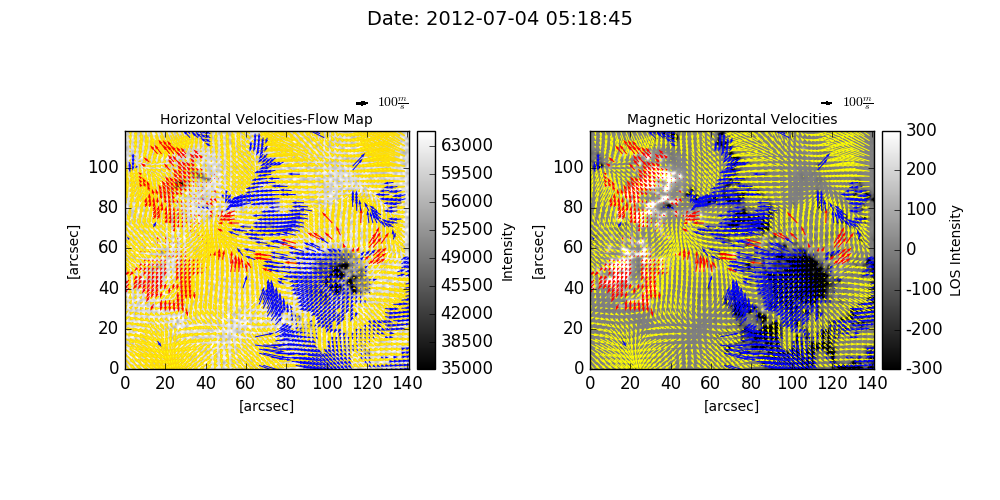 Date: 2012-07-04 05:18:45
100 m/s
100 m/s
Horizontal Velocities-Flow Map
Magnetic Horizontal Velocities
[arcsec]
100
80
60
40
20
0
0 20 40 60 80 100 120 140
[arcsec]
63000
59500
56000
52500
49000
45500
42000
38500
35000
Intensity
[arcsec]
100
80
60
40
20
0
0 20 40 60 80 100 120 140
[arcsec]
300
200
100
0
-100
-200
-300
LOS Intensity